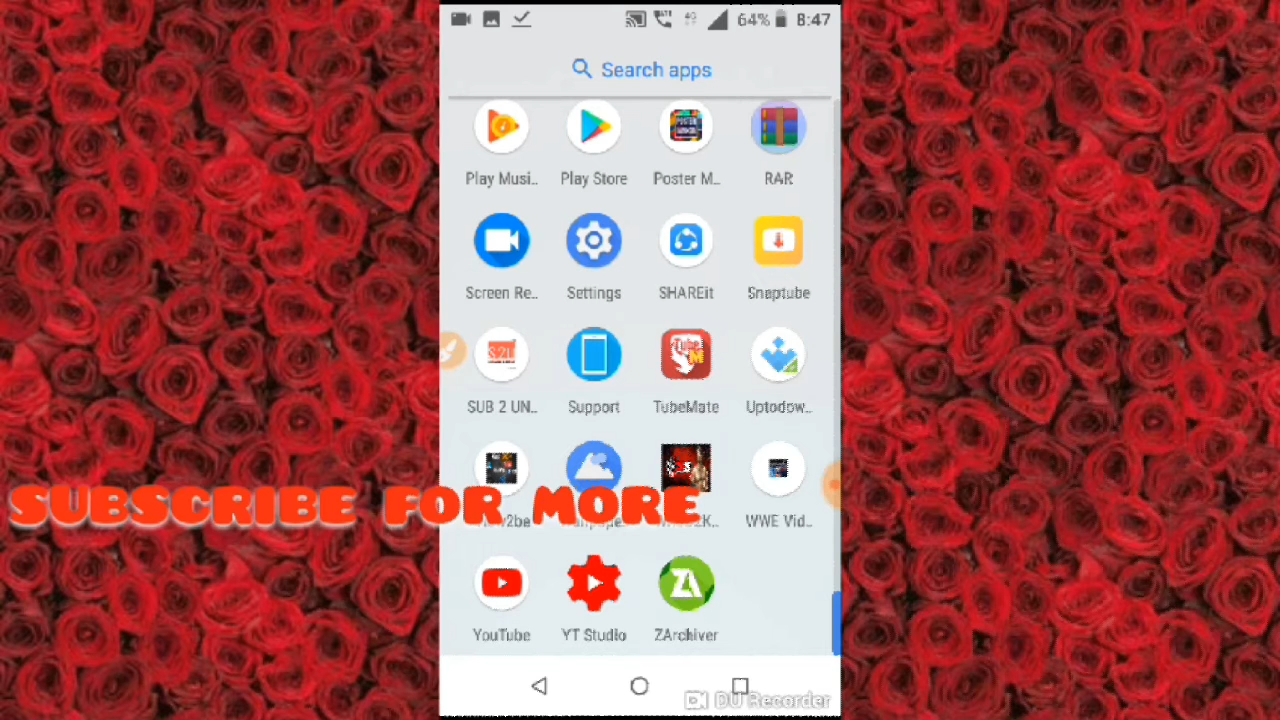 64% 8:47
Search apps
Play Musi.. Play Store Poster M.. RAR
Screen Re.. Settings SHAREit Snaptube
SUB 2 UN.. Support TubeMate Uptodow..
SUBSCRIBE FOR MORE
WWE Vid..
YouTube YT Studio ZArchiver
DU Recorder